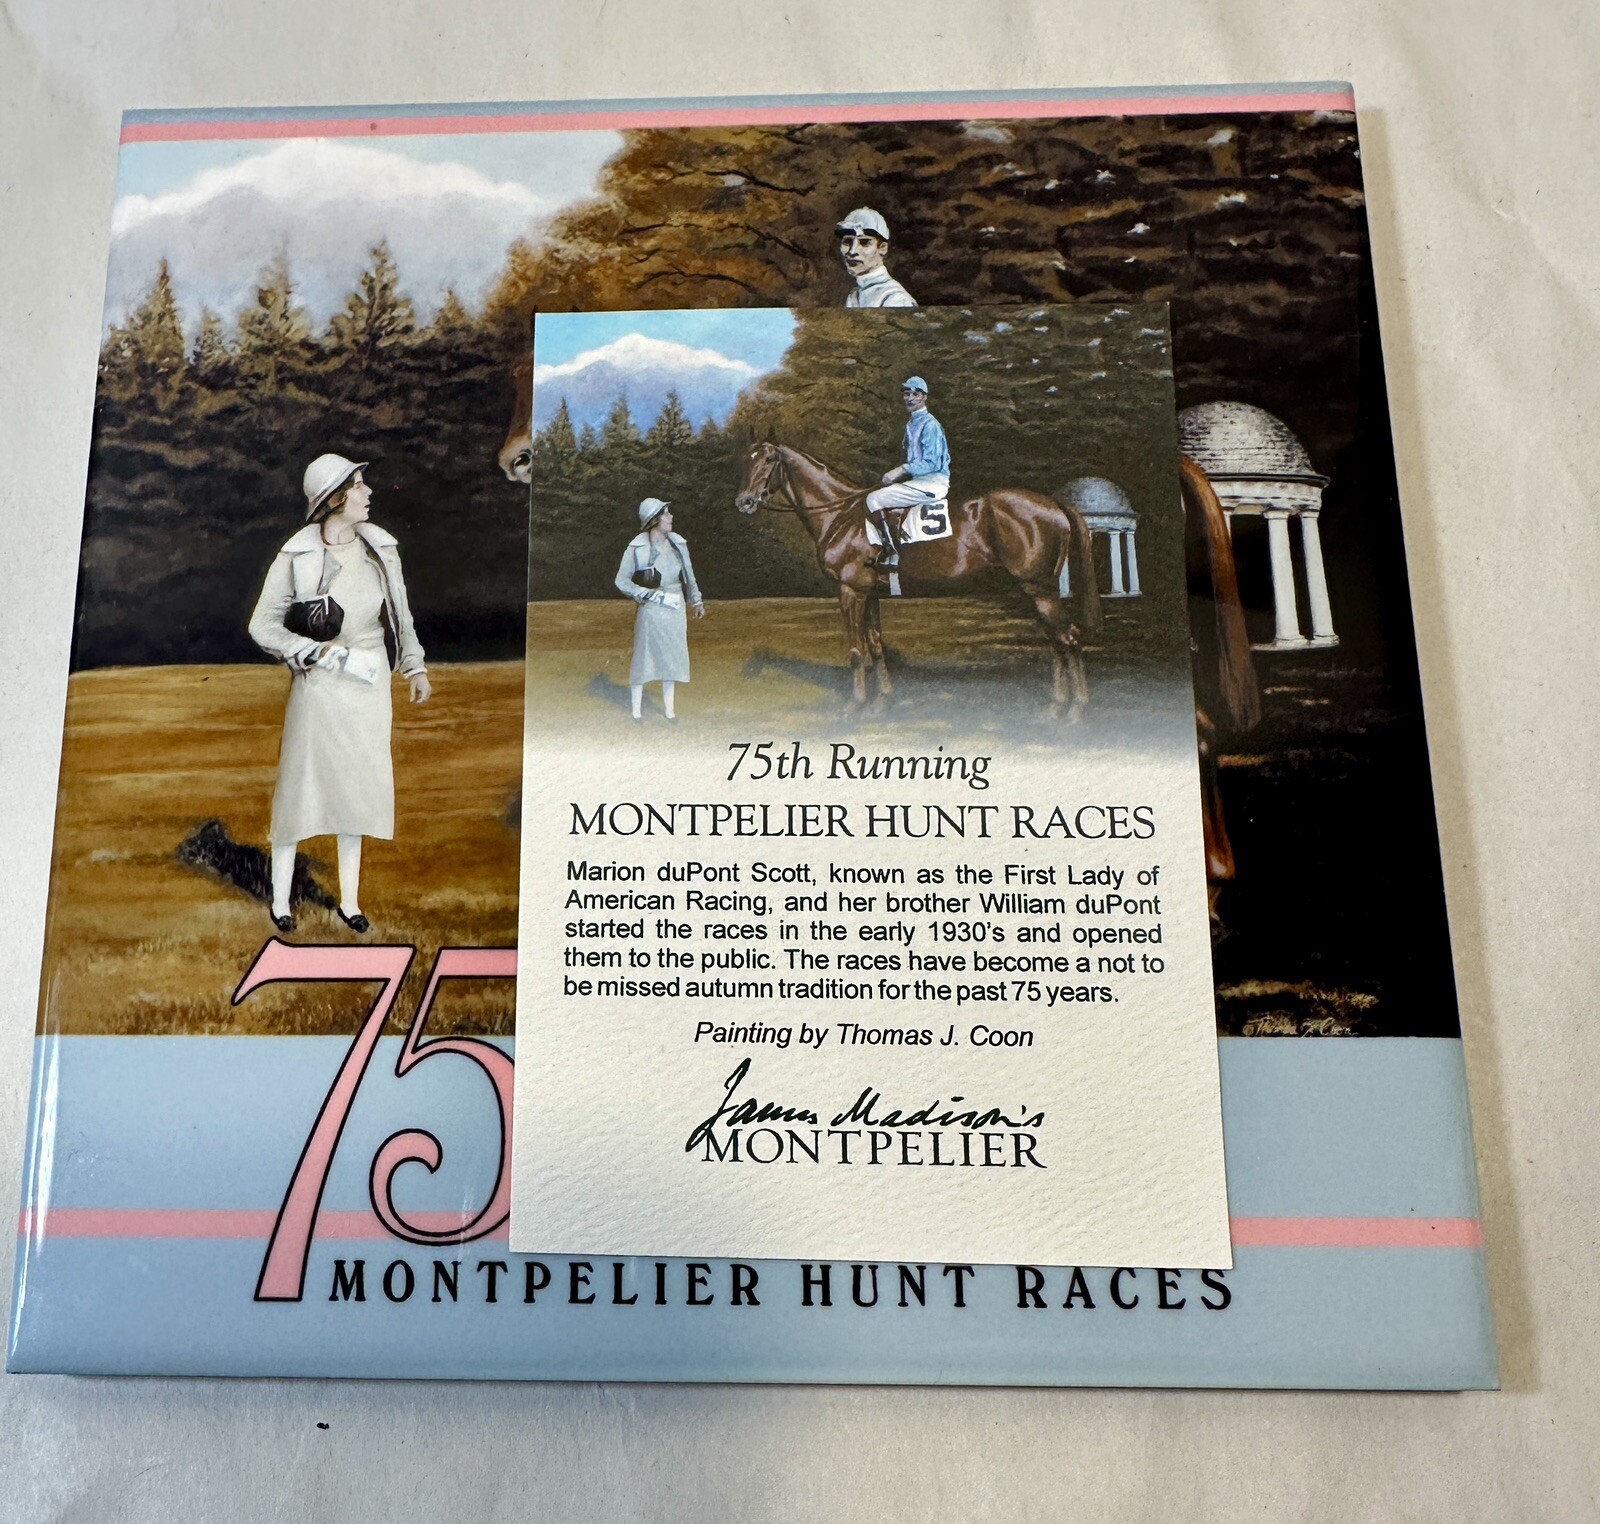 5
75th Running
MONTPELIER HUNT RACES
Marion duPont Scott, known as the First Lady of
American Racing, and her brother William duPont
started the races in the early 1930's and opened
them to the public. The races have become a not to
be missed autumn tradition for the past 75 years.
Painting by Thomas J. Coon
James Madison's
MONTPELIER
Thomas J. Coon
75
MONTPELIER HUNT RACES